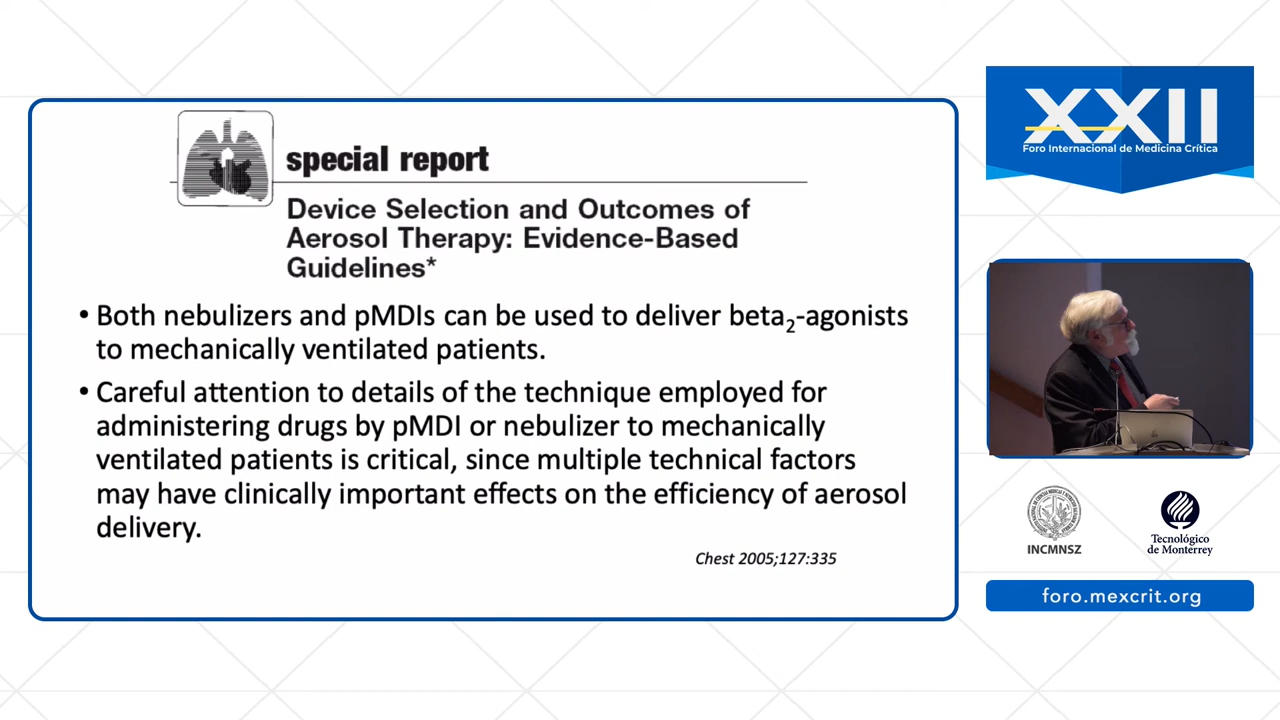 special report
Device Selection and Outcomes of
Aerosol Therapy: Evidence-Based
Guidelines*
• Both nebulizers and pMDIs can be used to deliver beta2-agonists
to mechanically ventilated patients.
• Careful attention to details of the technique employed for
administering drugs by pMDI or nebulizer to mechanically
ventilated patients is critical, since multiple technical factors
may have clinically important effects on the efficiency of aerosol
delivery.
Chest 2005;127:335
XXII
Foro Internacional de Medicina Crítica
INCMNSZ
Tecnológico
de Monterrey
foro.mexcrit.org